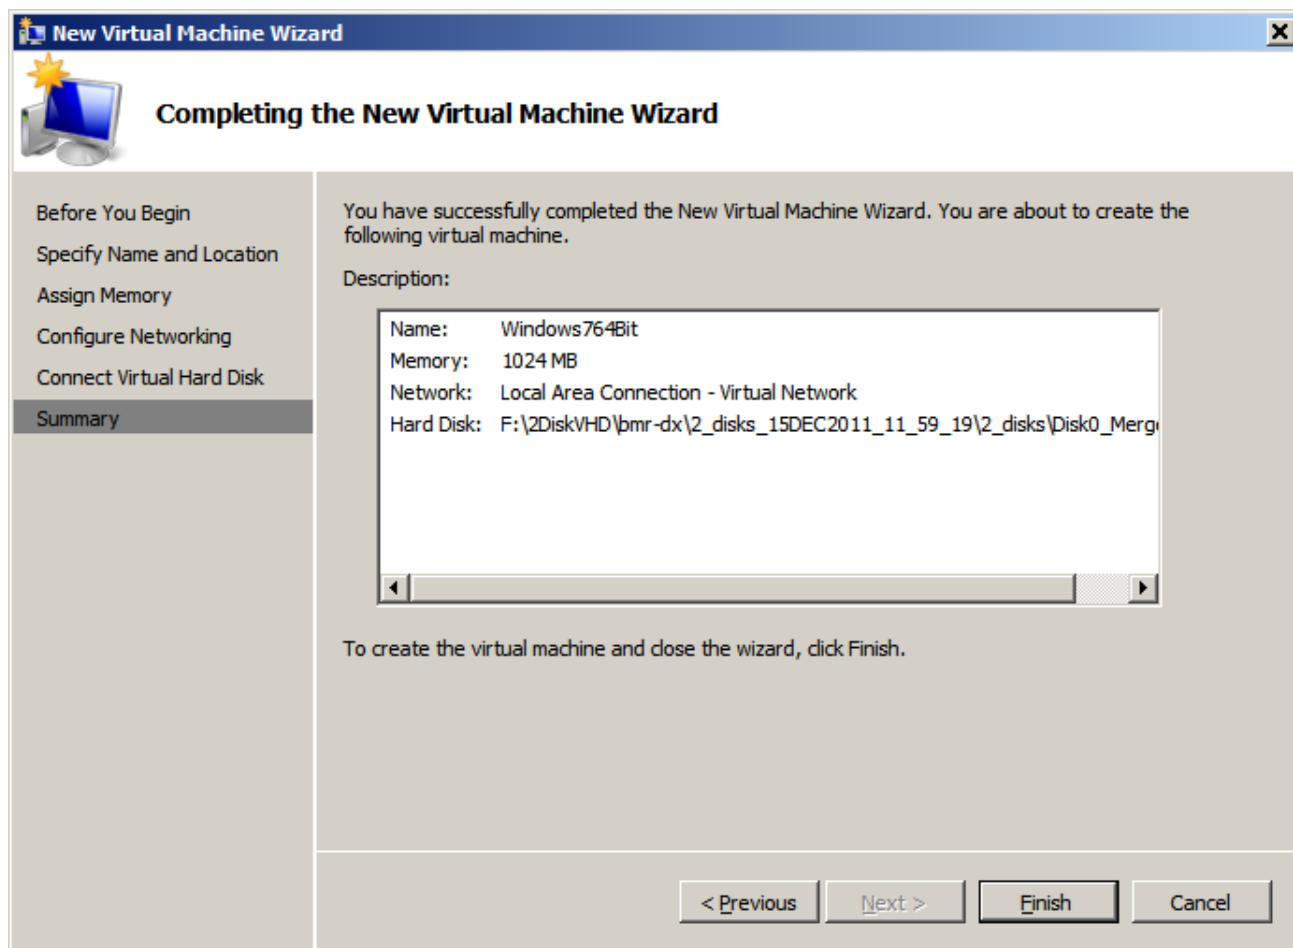 New Virtual Machine Wizard
Completing the New Virtual Machine Wizard
Before You Begin
Specify Name and Location
Assign Memory
Configure Networking
Connect Virtual Hard Disk
Summary
You have successfully completed the New Virtual Machine Wizard. You are about to create the
following virtual machine.
Description:
Name: Windows764Bit
Memory: 1024 MB
Network: Local Area Connection - Virtual Network
Hard Disk: F:\2DiskVHD\bmr-dx\2_disks_15DEC2011_11_59_19\2_disks\Disk0_Merge
To create the virtual machine and close the wizard, click Finish.
< Previous Next > Finish Cancel